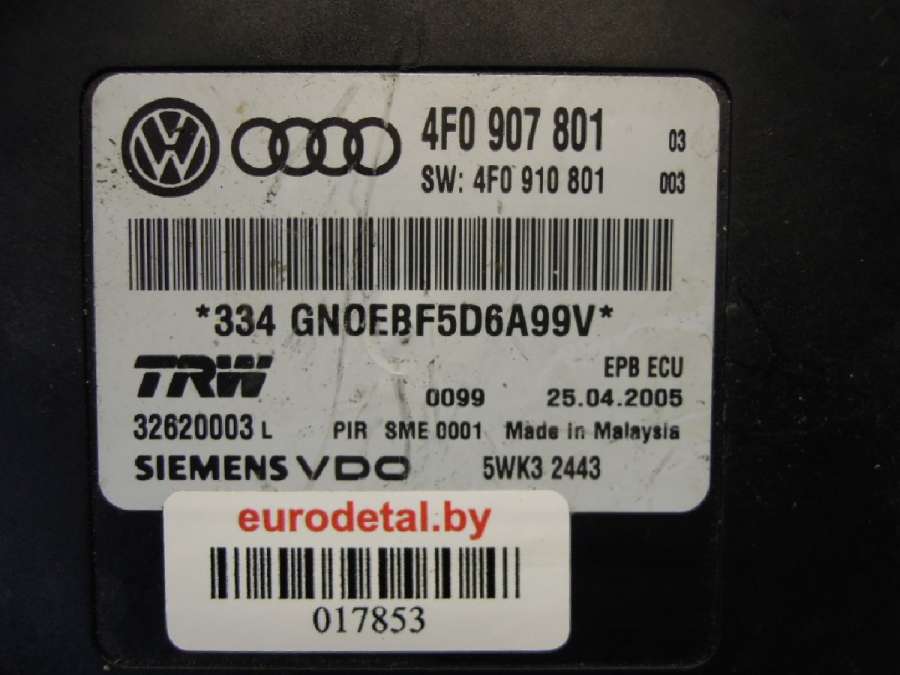 4F0 907 801 03
SW: 4F0 910 801 003
*334 GN0EBF5D6A99V*
TRW EPB ECU
0099 25.04.2005
32620003 L PIR SME 0001 Made in Malaysia
SIEMENS VDO 5WK3 2443
eurodetal.by
017853